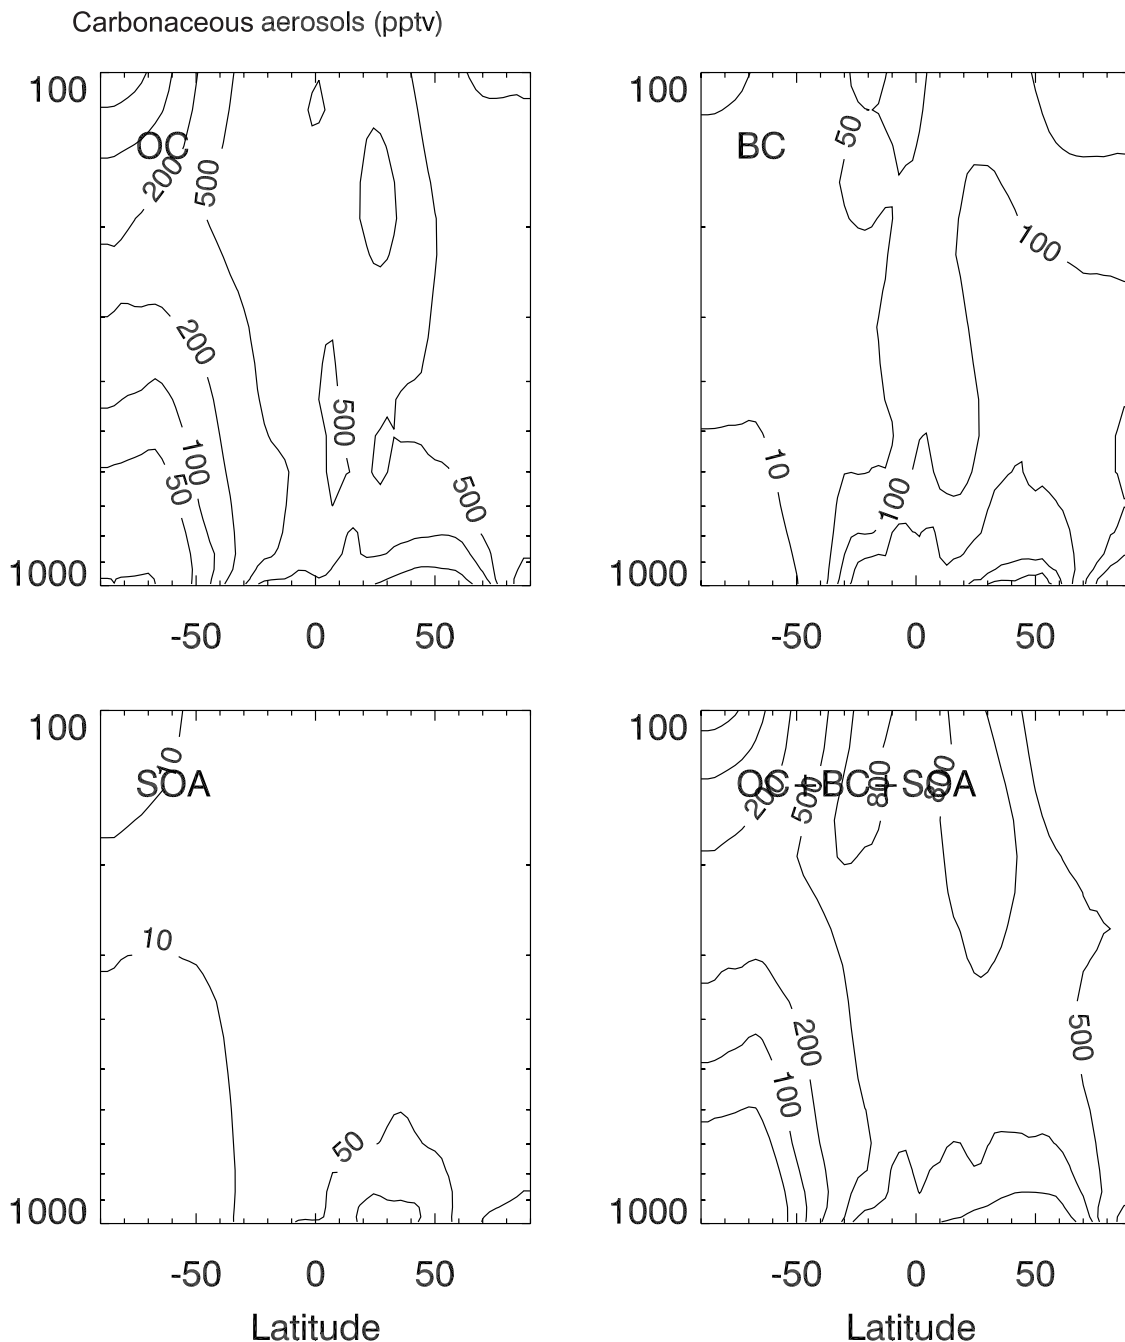 Carbonaceous aerosols (pptv)
100 100
OC BC
200 500 50
100
200
500 10
100 50 500 100
1000 1000
-50 0 50 -50 0 50
100 100
10
SOA OC+BC+SOA
200 500 800 800
10
200 500
100
50
1000 1000
-50 0 50 -50 0 50
Latitude Latitude